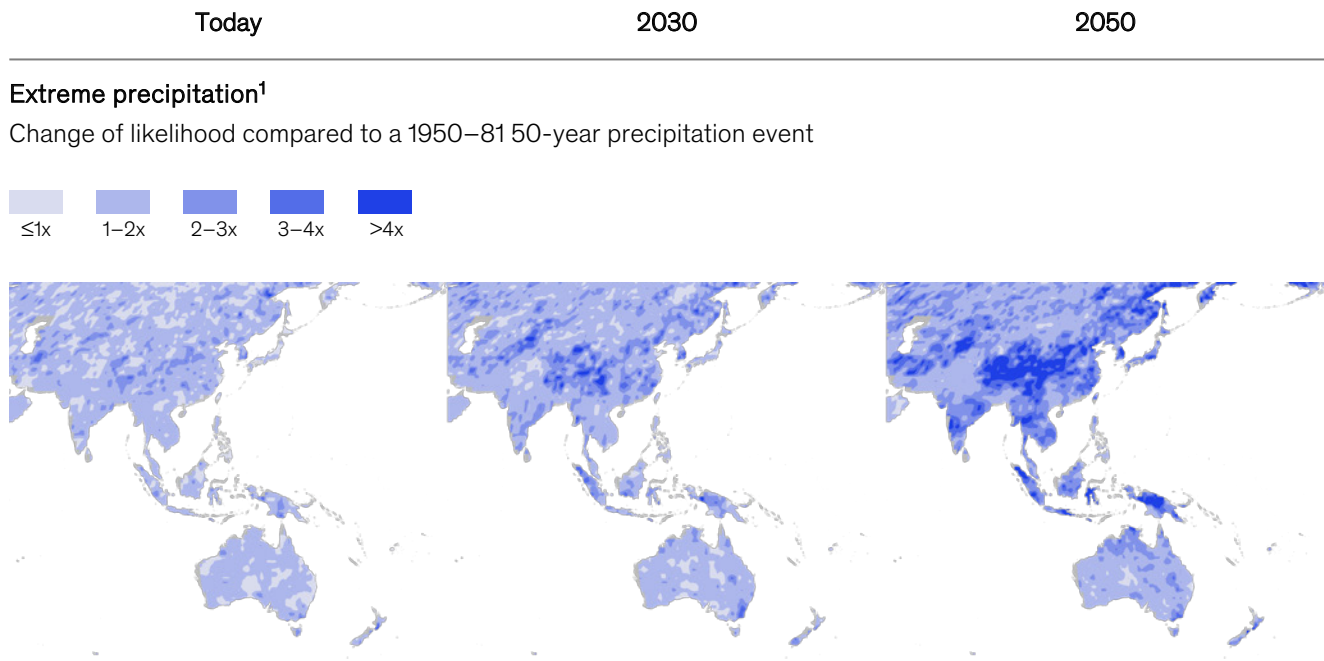 Today 2030 2050
Extreme precipitation¹
Change of likelihood compared to a 1950–81 50-year precipitation event
≤1x 1–2x 2–3x 3–4x >4x